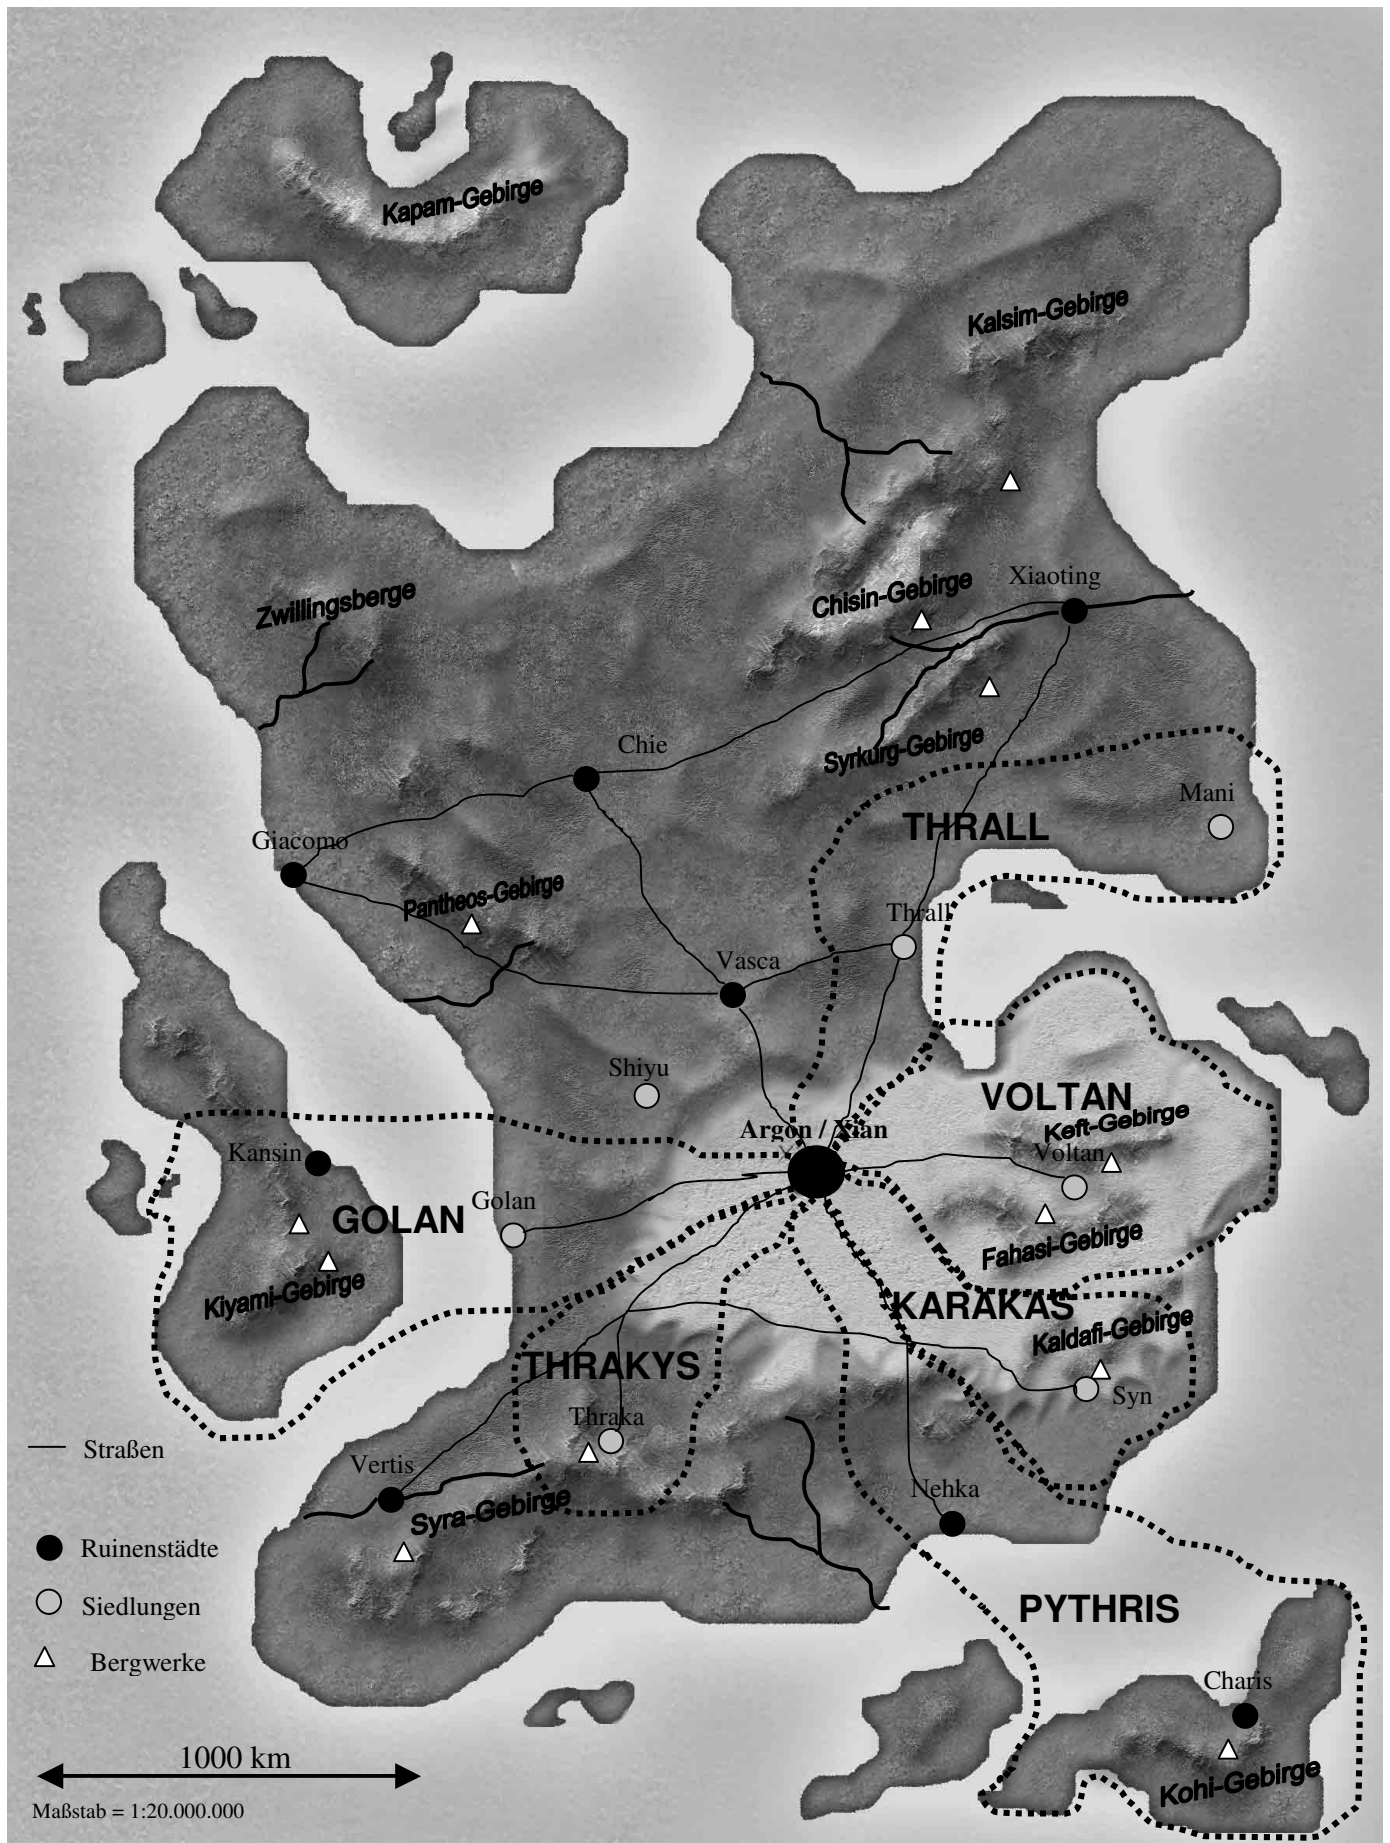 Kapam-Gebirge
Kalsim-Gebirge
Xiaoting
Chisin-Gebirge
Zwillingsberge
Syrkurg-Gebirge
Chie
Mani
THRALL
Giacomo
Pantheos-Gebirge
Thrall
Vasca
Shiyu
VOLTAN
Keft-Gebirge
Argon / Xian
Voltan
Kansin
Golan
GOLAN
Fahasi-Gebirge
Kiyami-Gebirge
KARAKAS
Kaldafi-Gebirge
THRAKYS
Syn
Thraka
Straßen
Vertis
Nehka
Syra-Gebirge
Ruinenstädte
Siedlungen
PYTHRIS
Bergwerke
Charis
1000 km
Kohi-Gebirge
Maßstab = 1:20.000.000